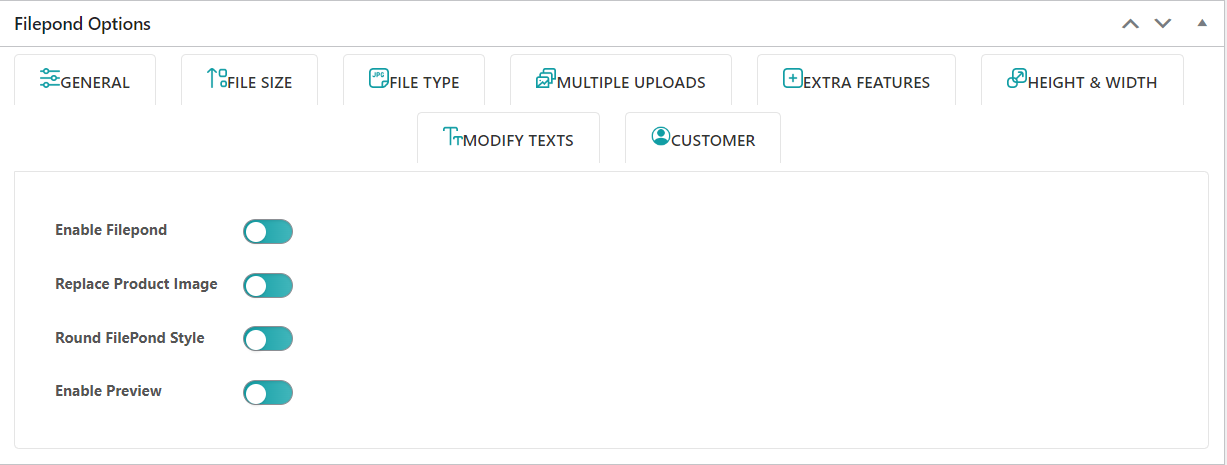 Filepond Options
GENERAL FILE SIZE JPG FILE TYPE MULTIPLE UPLOADS EXTRA FEATURES HEIGHT & WIDTH
MODIFY TEXTS CUSTOMER
Enable Filepond
Replace Product Image
Round FilePond Style
Enable Preview